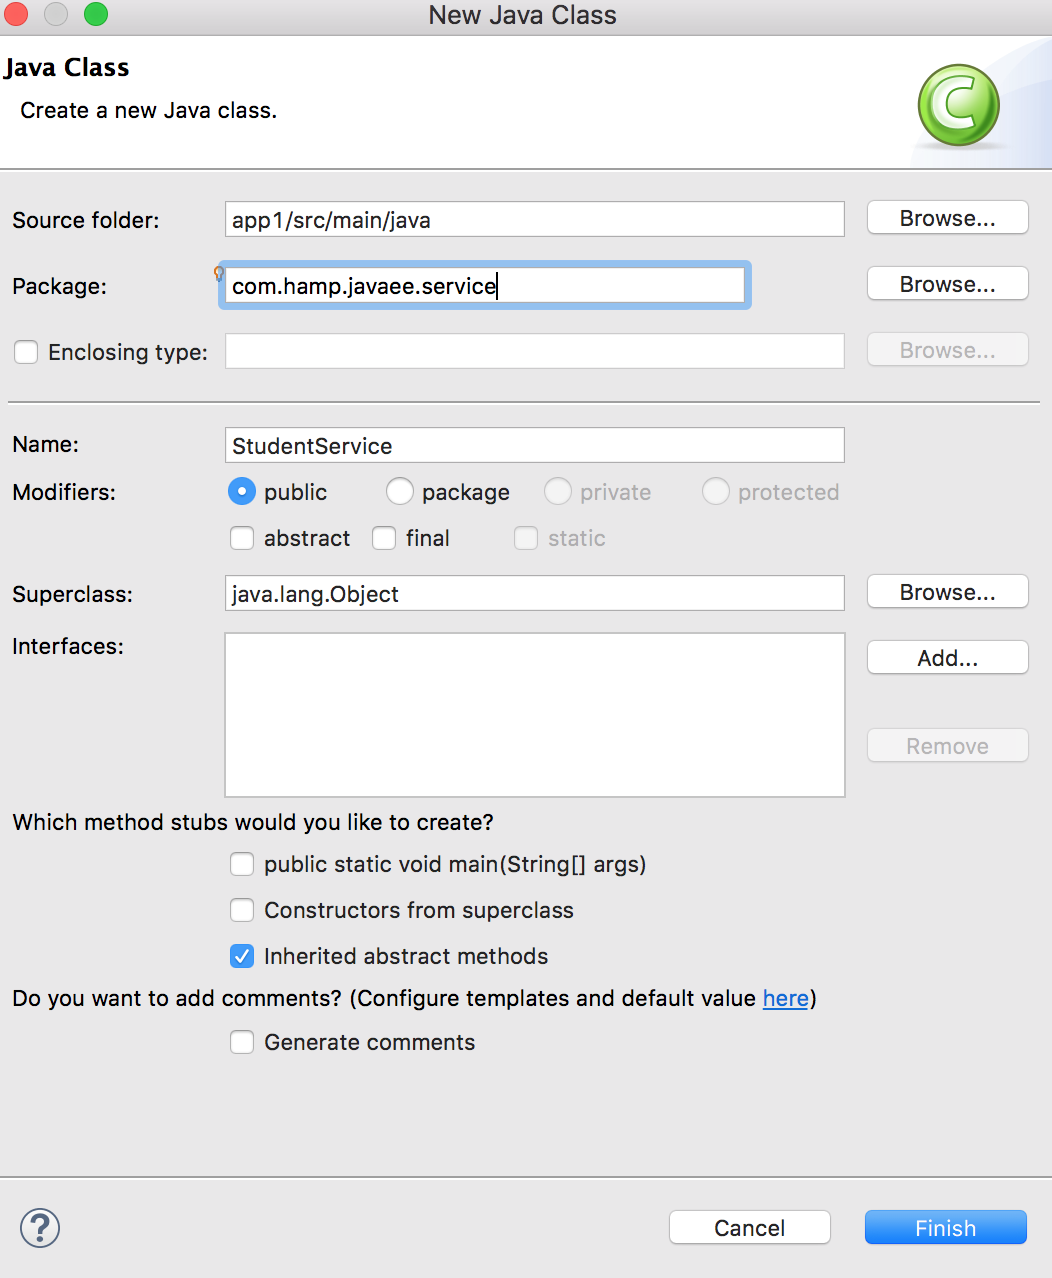 New Java Class
Java Class
Create a new Java class.
C
Source folder: app1/src/main/java Browse...
Package: com.hamp.javaee.service Browse...
Enclosing type: Browse...
Name: StudentService
Modifiers: public package private protected
abstract final static
Superclass: java.lang.Object Browse...
Interfaces: Add...
Remove
Which method stubs would you like to create?
public static void main(String[] args)
Constructors from superclass
Inherited abstract methods
Do you want to add comments? (Configure templates and default value here)
Generate comments
? Cancel Finish